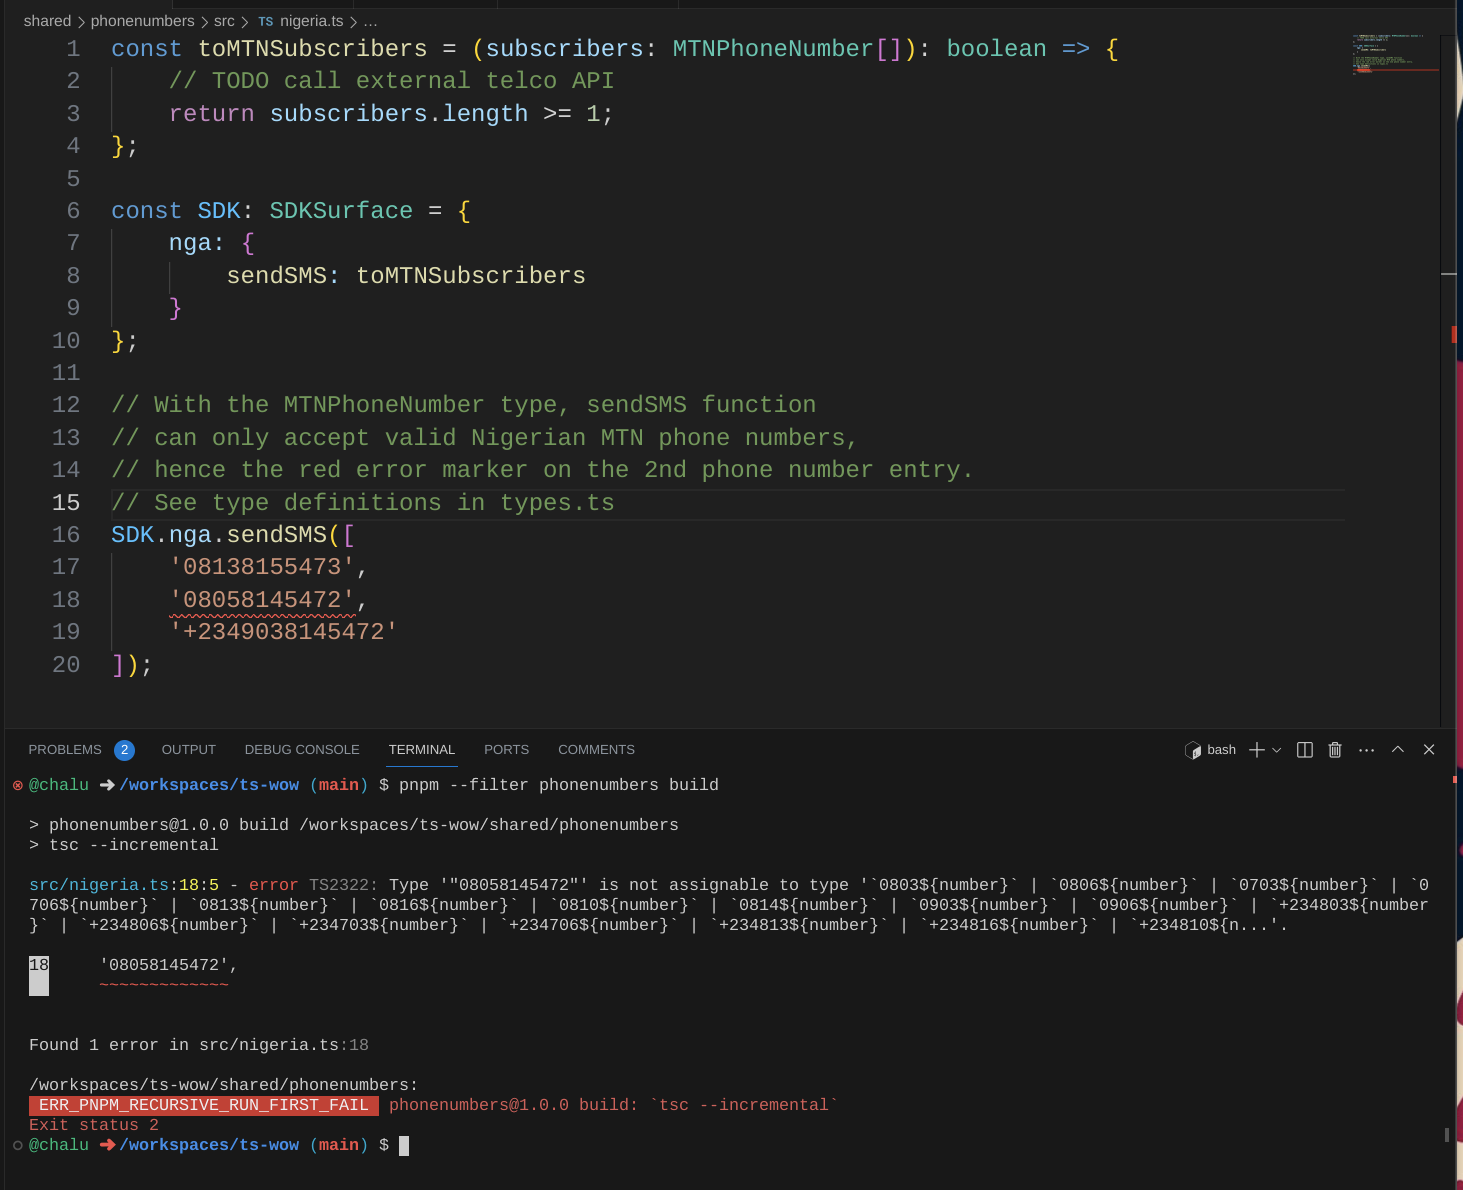 shared > phonenumbers > src > TS nigeria.ts > ...
1 const toMTNSubscribers = (subscribers: MTNPhoneNumber[]): boolean => {
2     // TODO call external telco API
3     return subscribers.length >= 1;
4 };
5
6 const SDK: SDKSurface = {
7     nga: {
8         sendSMS: toMTNSubscribers
9     }
10 };
11
12 // With the MTNPhoneNumber type, sendSMS function
13 // can only accept valid Nigerian MTN phone numbers,
14 // hence the red error marker on the 2nd phone number entry.
15 // See type definitions in types.ts
16 SDK.nga.sendSMS([
17     '08138155473',
18     '08058145472',
19     '+2349038145472'
20 ]);
PROBLEMS 2 OUTPUT DEBUG CONSOLE TERMINAL PORTS COMMENTS bash
@chalu ➜ /workspaces/ts-wow (main) $ pnpm --filter phonenumbers build
> phonenumbers@1.0.0 build /workspaces/ts-wow/shared/phonenumbers
> tsc --incremental
src/nigeria.ts:18:5 - error TS2322: Type '"08058145472"' is not assignable to type '`0803${number}` | `0806${number}` | `0703${number}` | `0
706${number}` | `0813${number}` | `0816${number}` | `0810${number}` | `0814${number}` | `0903${number}` | `0906${number}` | `+234803${number
}` | `+234806${number}` | `+234703${number}` | `+234706${number}` | `+234813${number}` | `+234816${number}` | `+234810${n...'.
18     '08058145472',
~~~~~~~~~~~~~
Found 1 error in src/nigeria.ts:18
/workspaces/ts-wow/shared/phonenumbers:
ERR_PNPM_RECURSIVE_RUN_FIRST_FAIL phonenumbers@1.0.0 build: `tsc --incremental`
Exit status 2
@chalu ➜ /workspaces/ts-wow (main) $